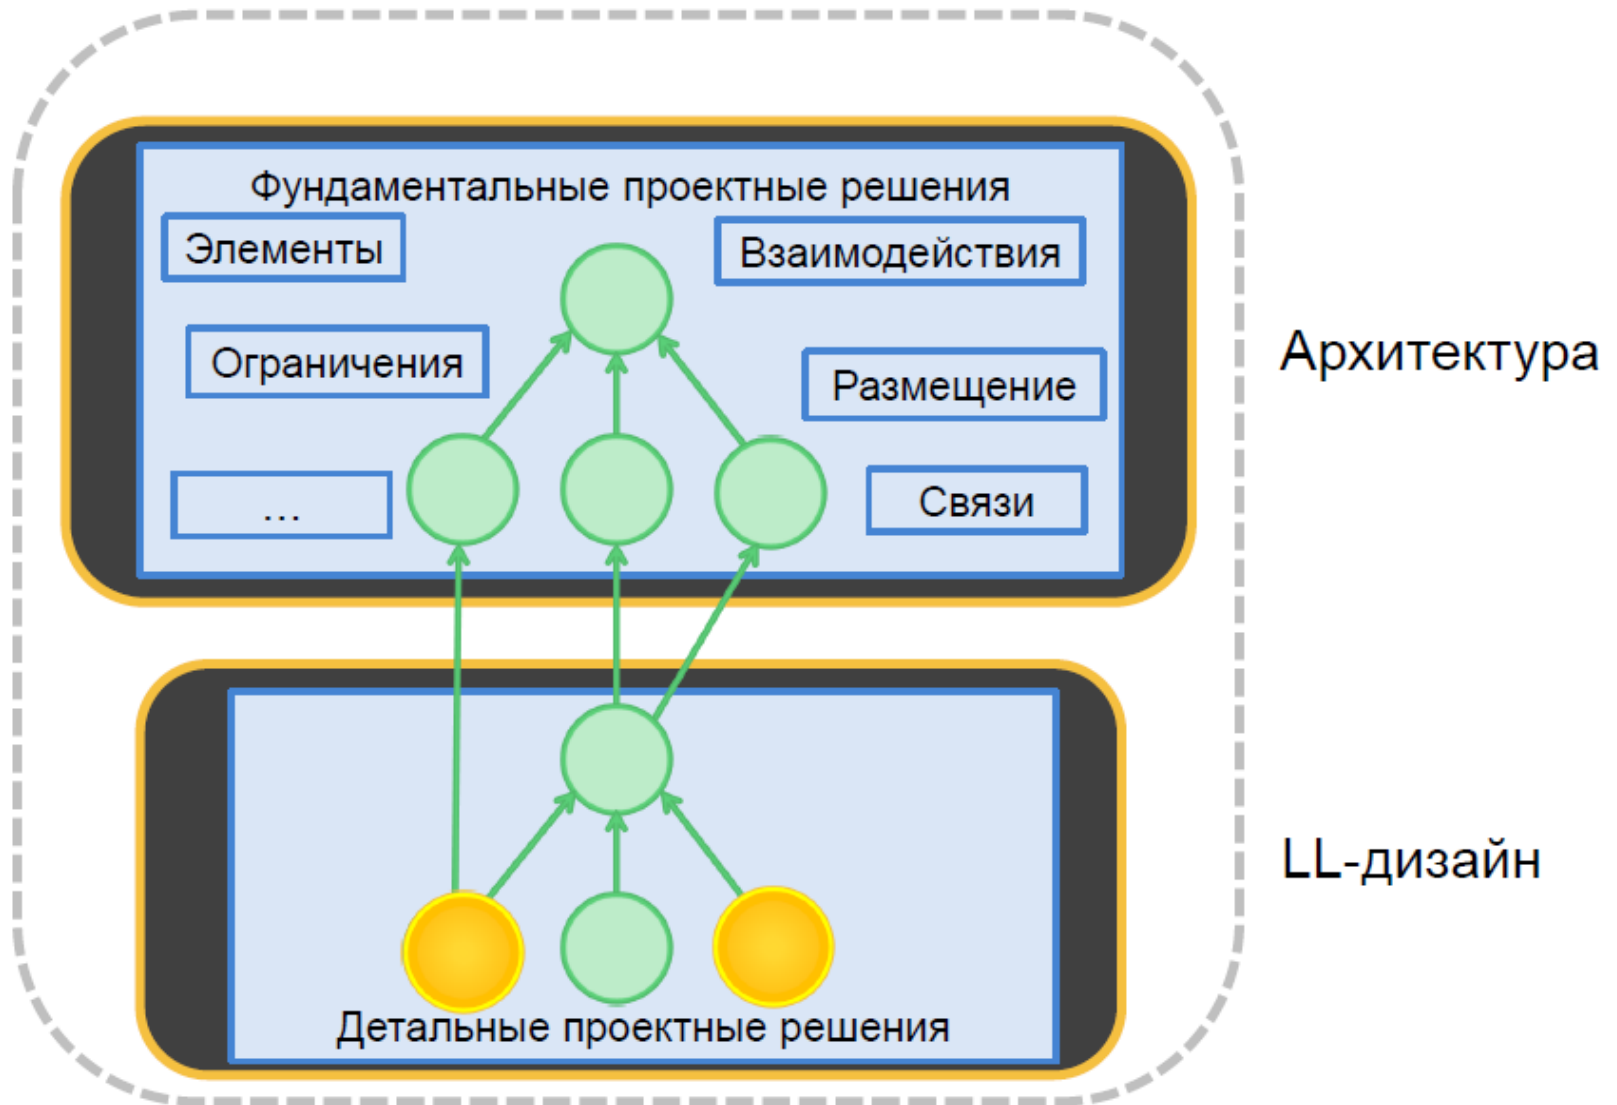 Фундаментальные проектные решения
Элементы
Взаимодействия
Ограничения
Размещение
...
Связи
Архитектура
LL-дизайн
Детальные проектные решения